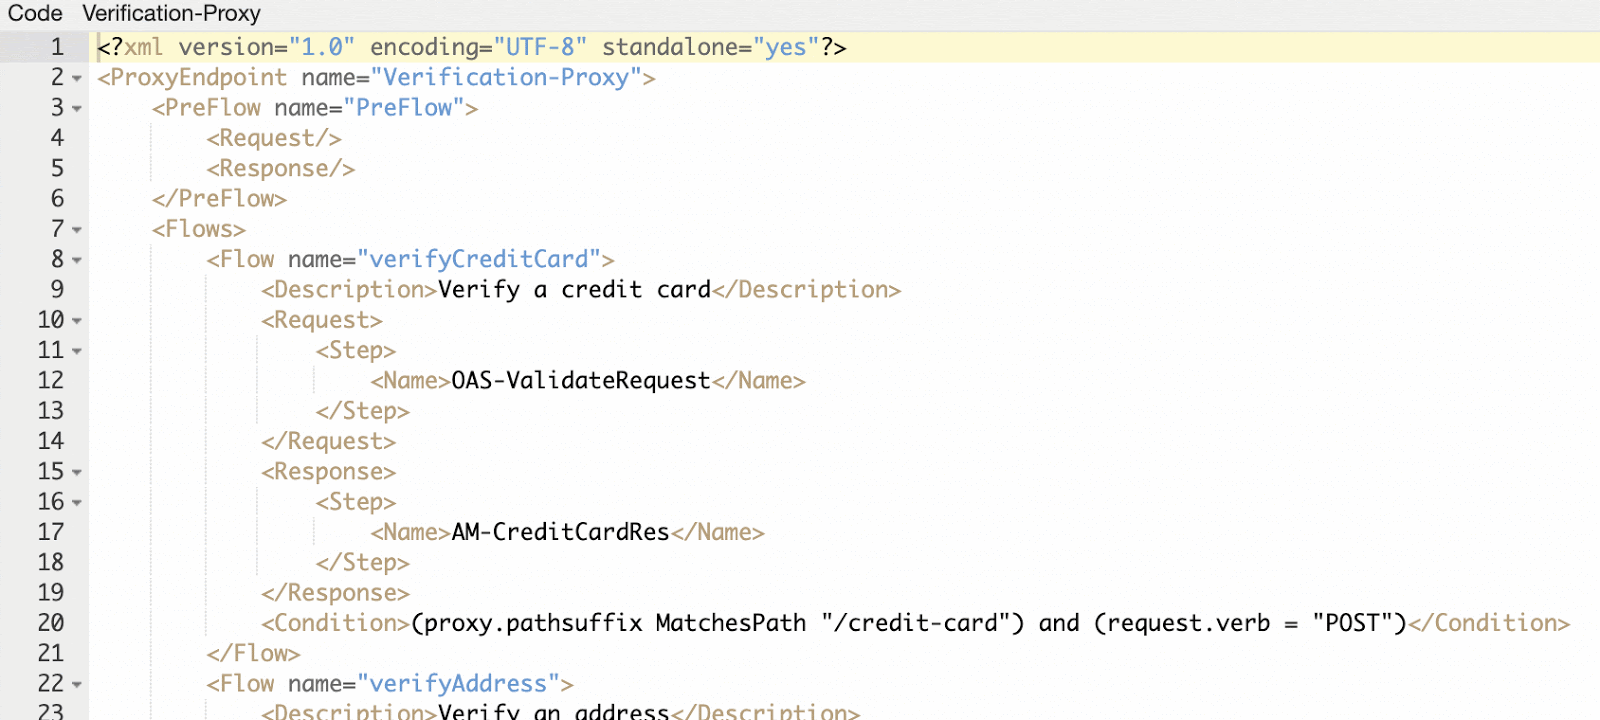 Code Verification-Proxy
1 <?xml version="1.0" encoding="UTF-8" standalone="yes"?>
2 <ProxyEndpoint name="Verification-Proxy">
3 <PreFlow name="PreFlow">
4 <Request/>
5 <Response/>
6 </PreFlow>
7 <Flows>
8 <Flow name="verifyCreditCard">
9 <Description>Verify a credit card</Description>
10 <Request>
11 <Step>
12 <Name>OAS-ValidateRequest</Name>
13 </Step>
14 </Request>
15 <Response>
16 <Step>
17 <Name>AM-CreditCardRes</Name>
18 </Step>
19 </Response>
20 <Condition>(proxy.pathsuffix MatchesPath "/credit-card") and (request.verb = "POST")</Condition>
21 </Flow>
22 <Flow name="verifyAddress">
23 <Description>Verify an address</Description>